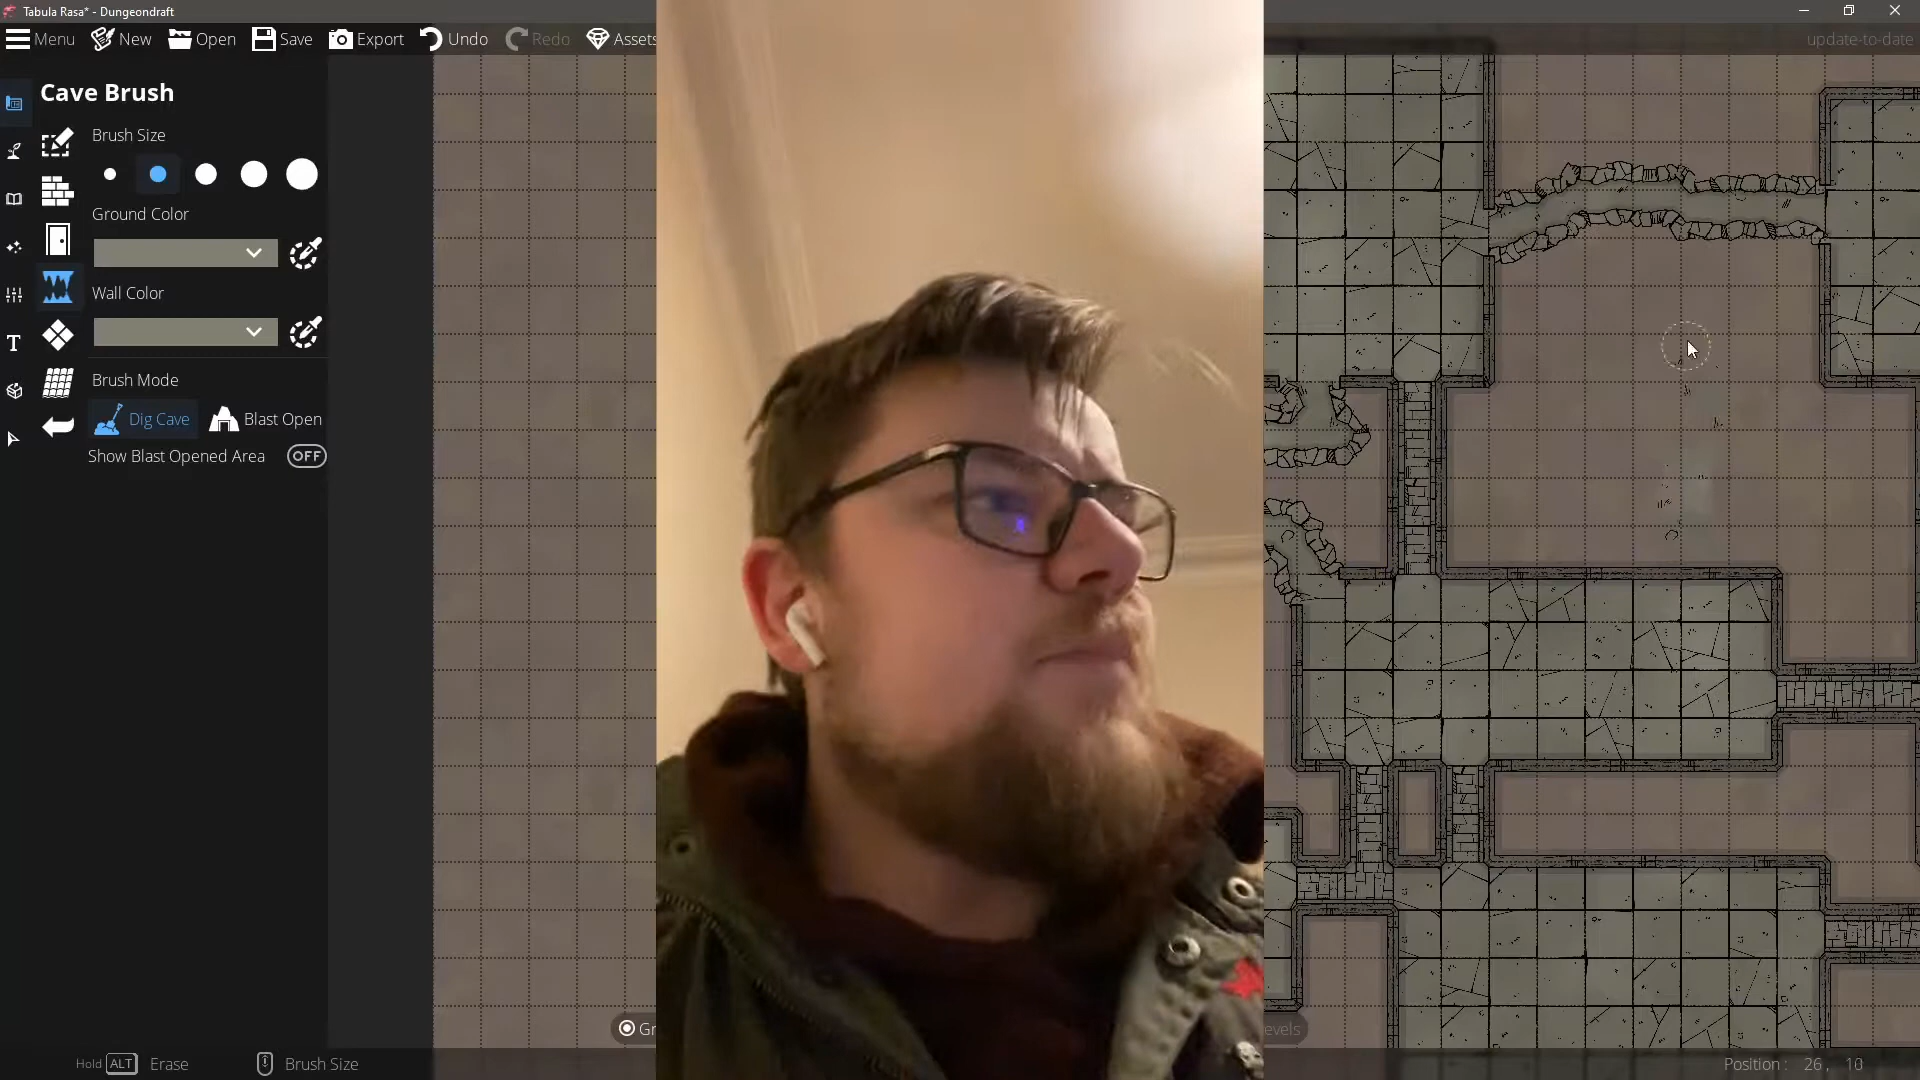 Tabula Rasa* - Dungeondraft
Menu New Open Save Export Undo Redo Assets
update-to-date
Cave Brush
Brush Size
Ground Color
Wall Color
Brush Mode
Dig Cave Blast Open
Show Blast Opened Area OFF
T
Gr
evels
Hold ALT Erase Brush Size
Position : 26 , 10